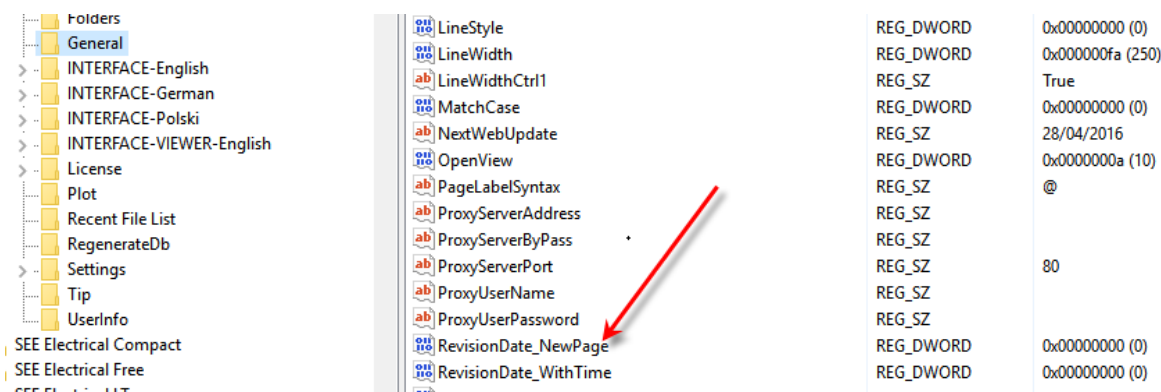 Folders
General
INTERFACE-English
INTERFACE-German
INTERFACE-Polski
INTERFACE-VIEWER-English
License
Plot
Recent File List
RegenerateDb
Settings
Tip
UserInfo
SEE Electrical Compact
SEE Electrical Free
LineStyle REG_DWORD 0x00000000 (0)
LineWidth REG_DWORD 0x000000fa (250)
LineWidthCtrl1 REG_SZ True
MatchCase REG_DWORD 0x00000000 (0)
NextWebUpdate REG_SZ 28/04/2016
OpenView REG_DWORD 0x0000000a (10)
PageLabelSyntax REG_SZ @
ProxyServerAddress REG_SZ
ProxyServerByPass REG_SZ
ProxyServerPort REG_SZ 80
ProxyUserName REG_SZ
ProxyUserPassword REG_SZ
RevisionDate_NewPage REG_DWORD 0x00000000 (0)
RevisionDate_WithTime REG_DWORD 0x00000000 (0)